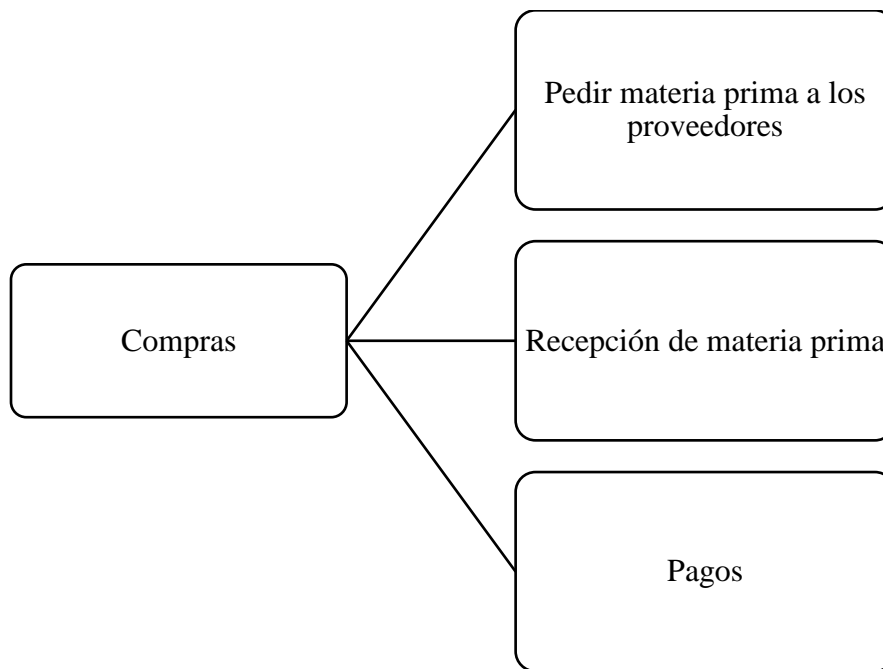 Pedir materia prima a los
proveedores
Compras
Recepción de materia prima
Pagos